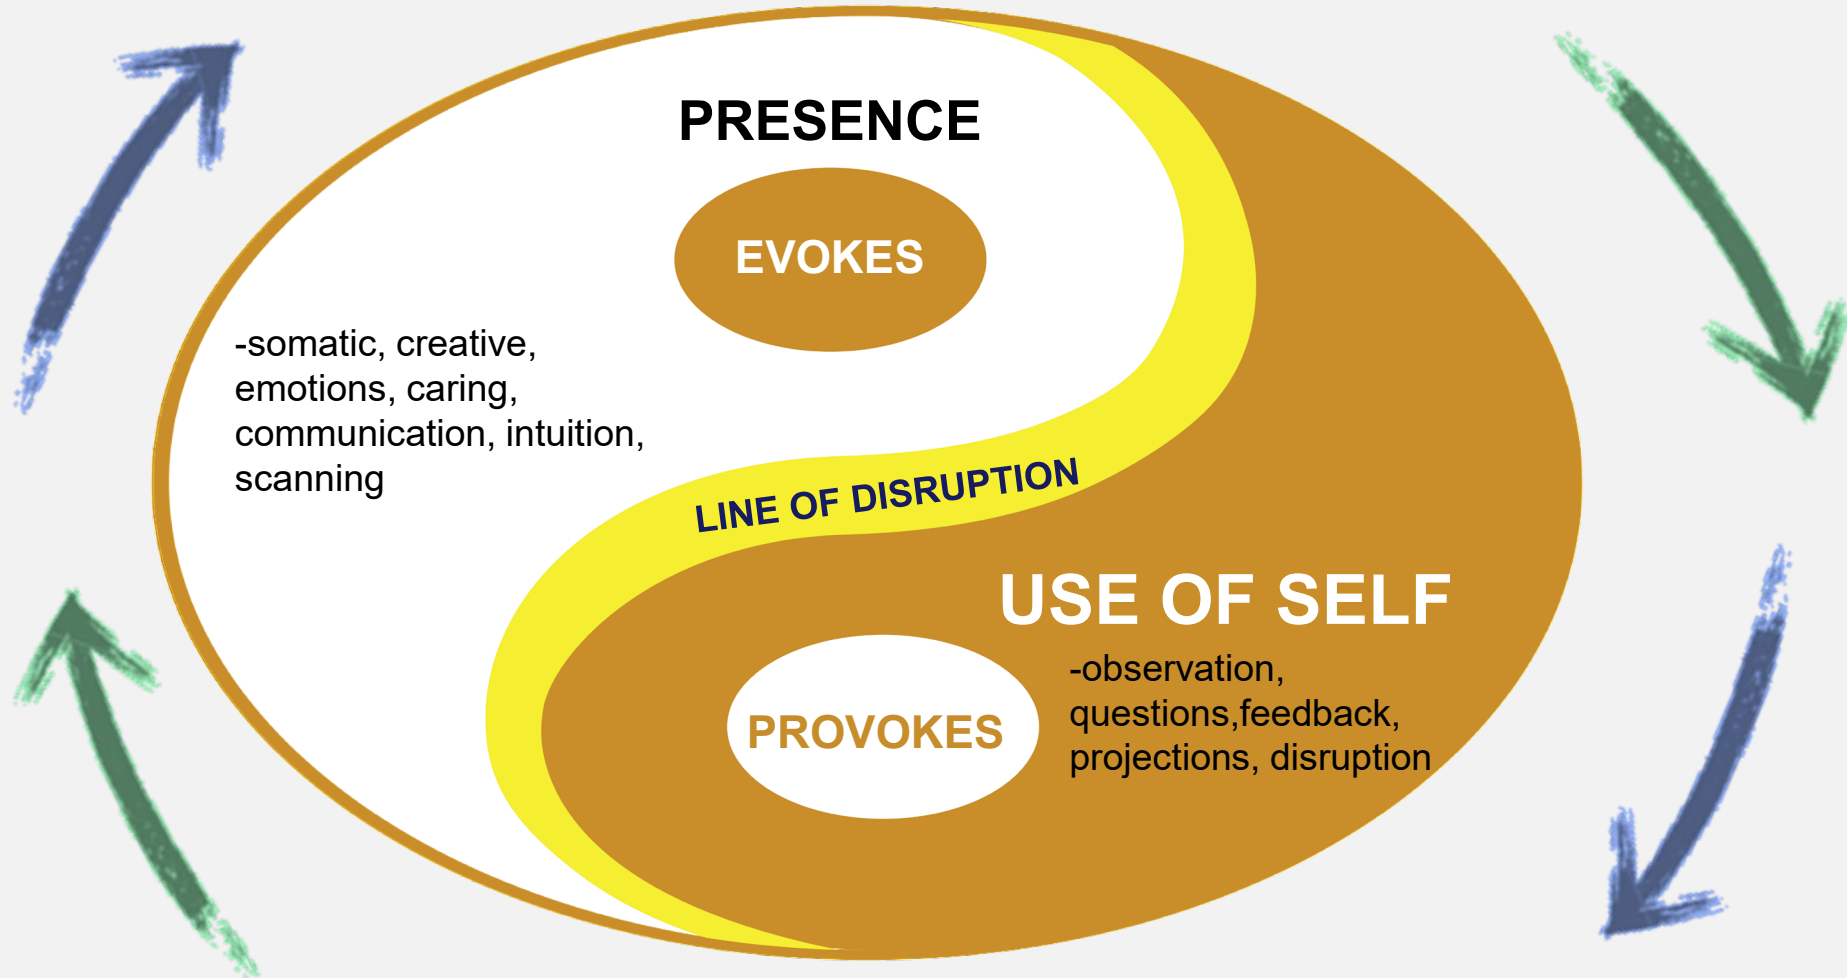 PRESENCE
EVOKES
-somatic, creative,
emotions, caring,
communication, intuition,
scanning
LINE OF DISRUPTION
USE OF SELF
-observation,
questions,feedback,
projections, disruption
PROVOKES